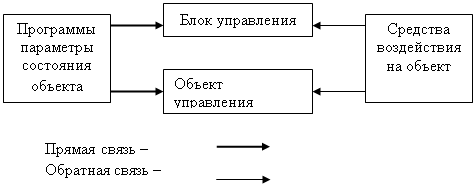 Программы
параметры
состояния
объекта
Блок управления
Объект
управления
Средства
воздействия
на объект
Прямая связь –
Обратная связь –